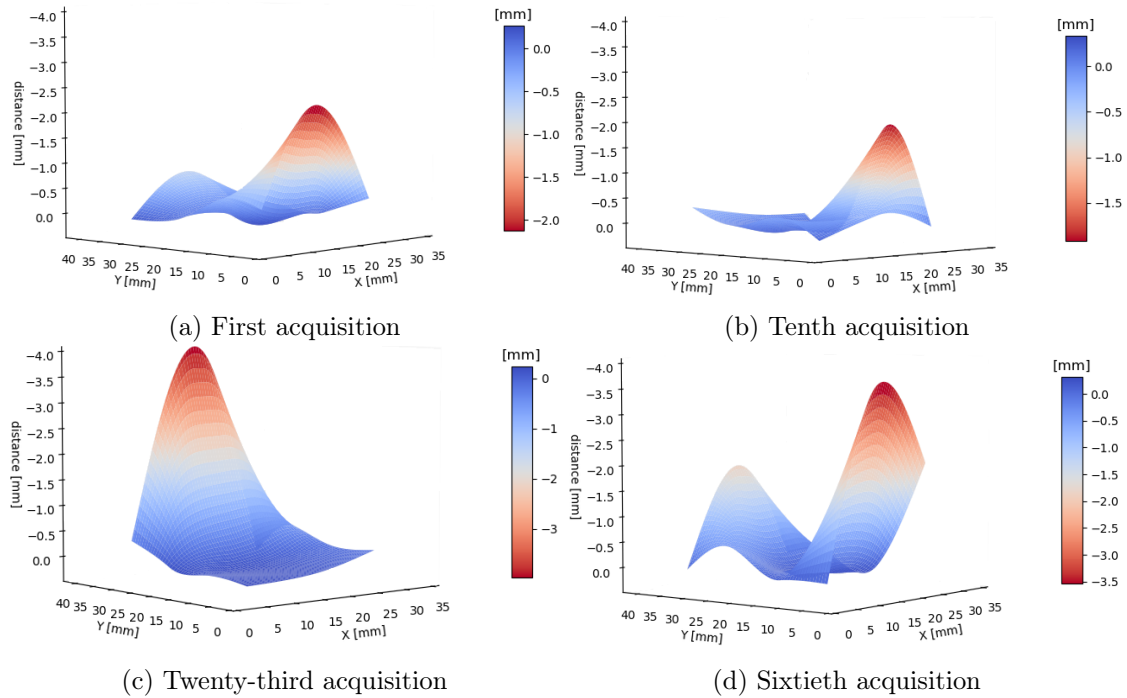 [mm]
−4.0
−3.5
−3.0
−2.5
−2.0
−1.5
−1.0
−0.5
0.0
distance [mm]
40 35 30 25 20 15 10 5 0
Y [mm]
0 5 10 15 20 25 30 35
X [mm]
0.0
−0.5
−1.0
−1.5
−2.0
(a) First acquisition
[mm]
−4.0
−3.5
−3.0
−2.5
−2.0
−1.5
−1.0
−0.5
0.0
distance [mm]
40 35 30 25 20 15 10 5 0
Y [mm]
0 5 10 15 20 25 30 35
X [mm]
0.0
−0.5
−1.0
−1.5
(b) Tenth acquisition
[mm]
−4.0
−3.5
−3.0
−2.5
−2.0
−1.5
−1.0
−0.5
0.0
distance [mm]
40 35 30 25 20 15 10 5 0
Y [mm]
0 5 10 15 20 25 30 35
X [mm]
0
−1
−2
−3
(c) Twenty-third acquisition
[mm]
−4.0
−3.5
−3.0
−2.5
−2.0
−1.5
−1.0
−0.5
0.0
distance [mm]
40 35 30 25 20 15 10 5 0
Y [mm]
0 5 10 15 20 25 30 35
X [mm]
0.0
−0.5
−1.0
−1.5
−2.0
−2.5
−3.0
−3.5
(d) Sixtieth acquisition